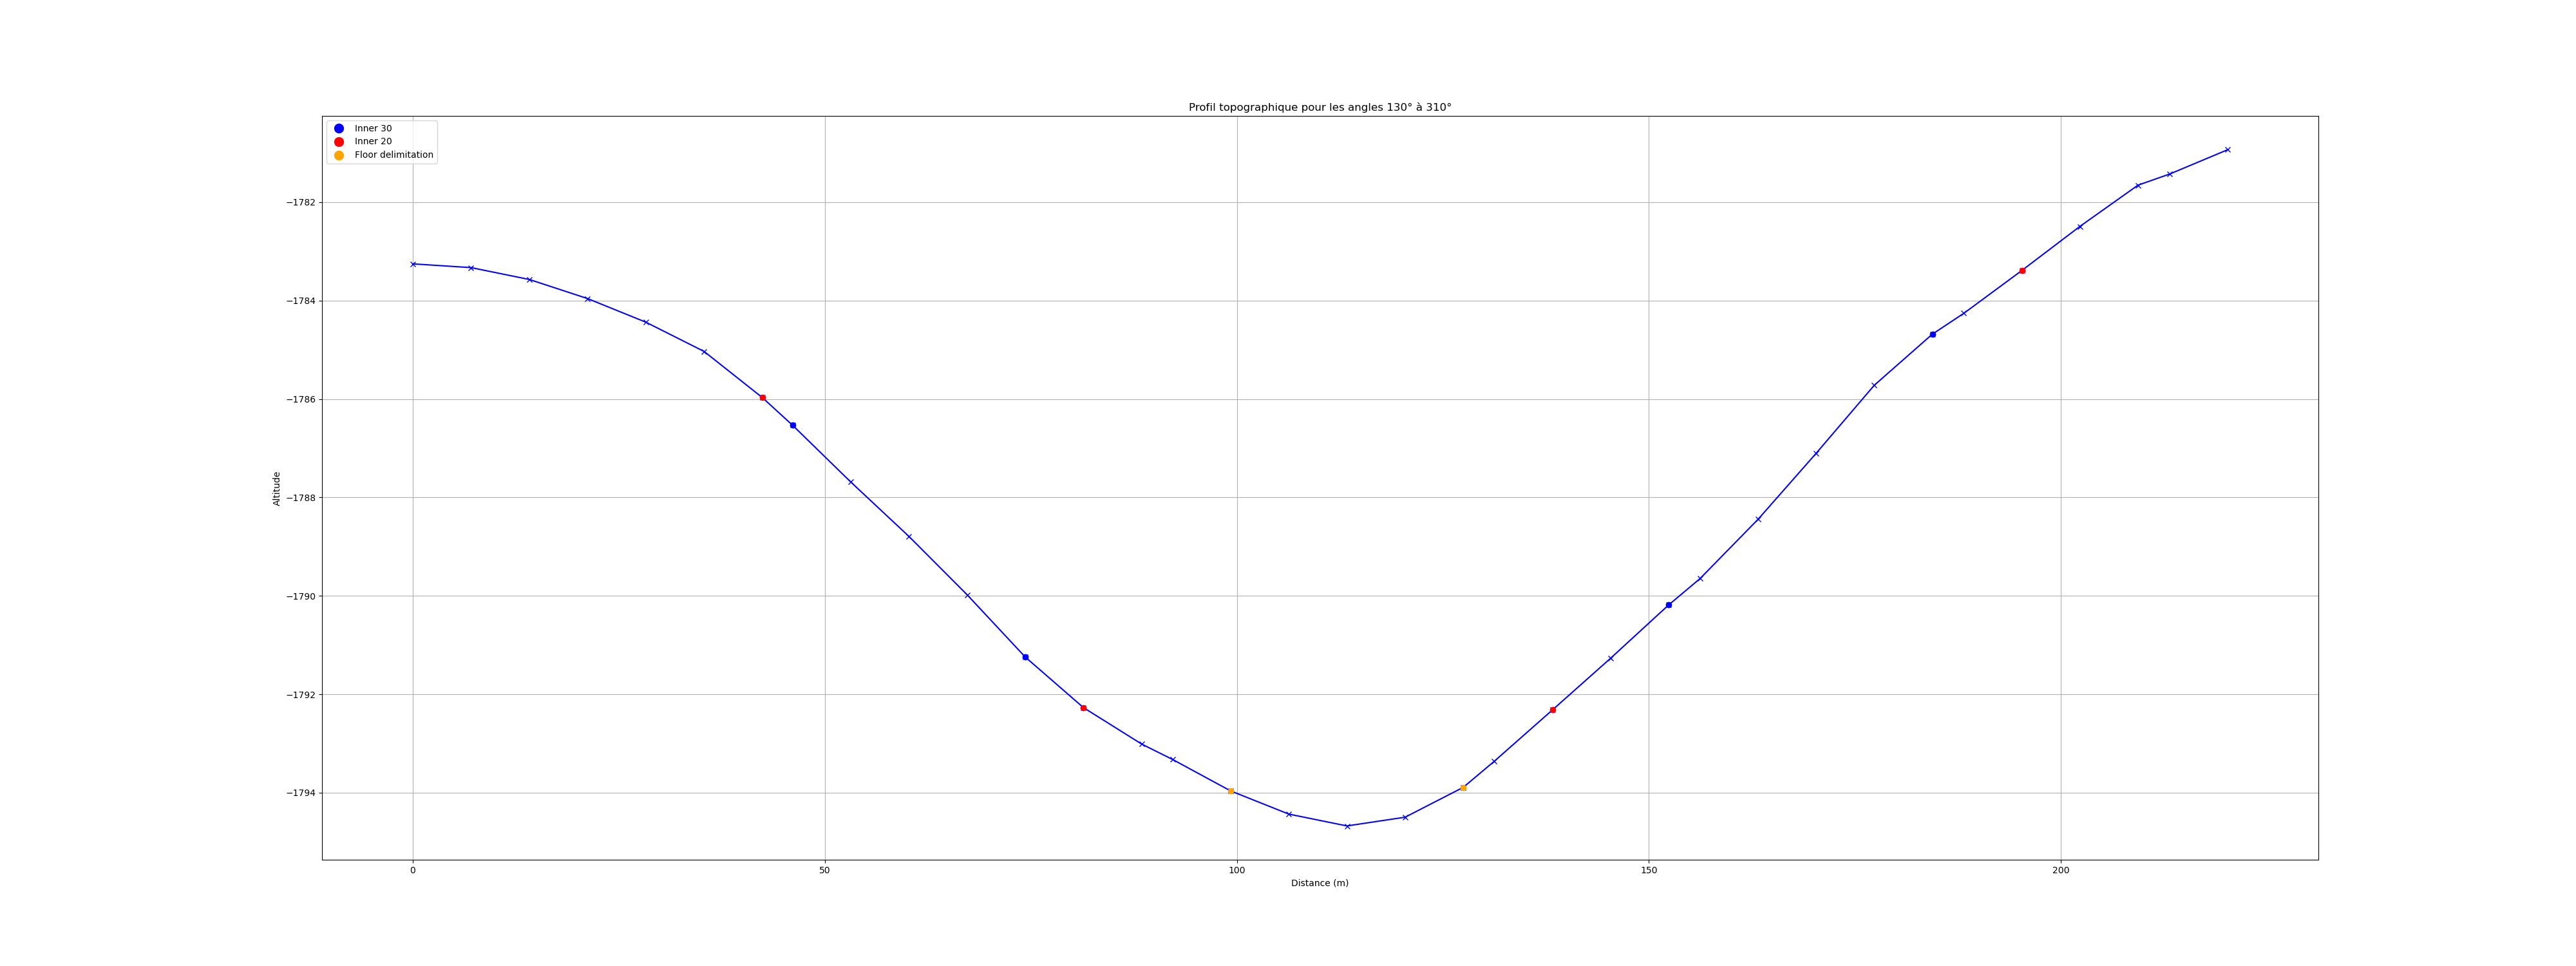 Profil topographique pour les angles 130° à 310°
Inner 30
Inner 20
Floor delimitation
Altitude
−1782
−1784
−1786
−1788
−1790
−1792
−1794
0 50 100 150 200
Distance (m)